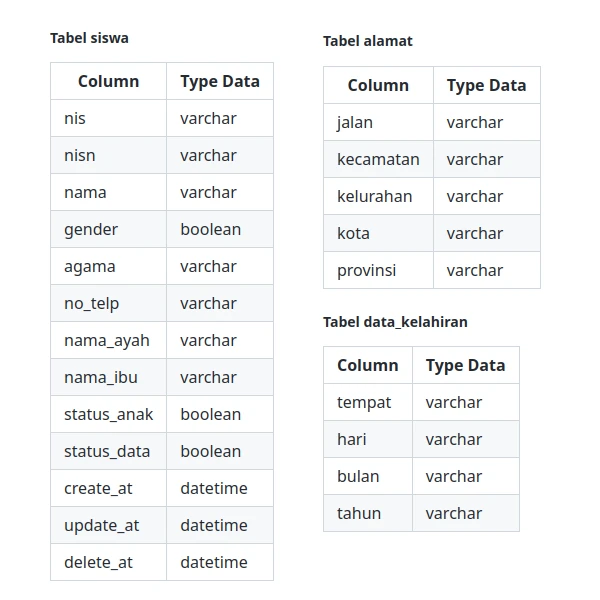 Tabel siswa
Column Type Data
nis varchar
nisn varchar
nama varchar
gender boolean
agama varchar
no_telp varchar
nama_ayah varchar
nama_ibu varchar
status_anak boolean
status_data boolean
create_at datetime
update_at datetime
delete_at datetime
Tabel alamat
Column Type Data
jalan varchar
kecamatan varchar
kelurahan varchar
kota varchar
provinsi varchar
Tabel data_kelahiran
Column Type Data
tempat varchar
hari varchar
bulan varchar
tahun varchar